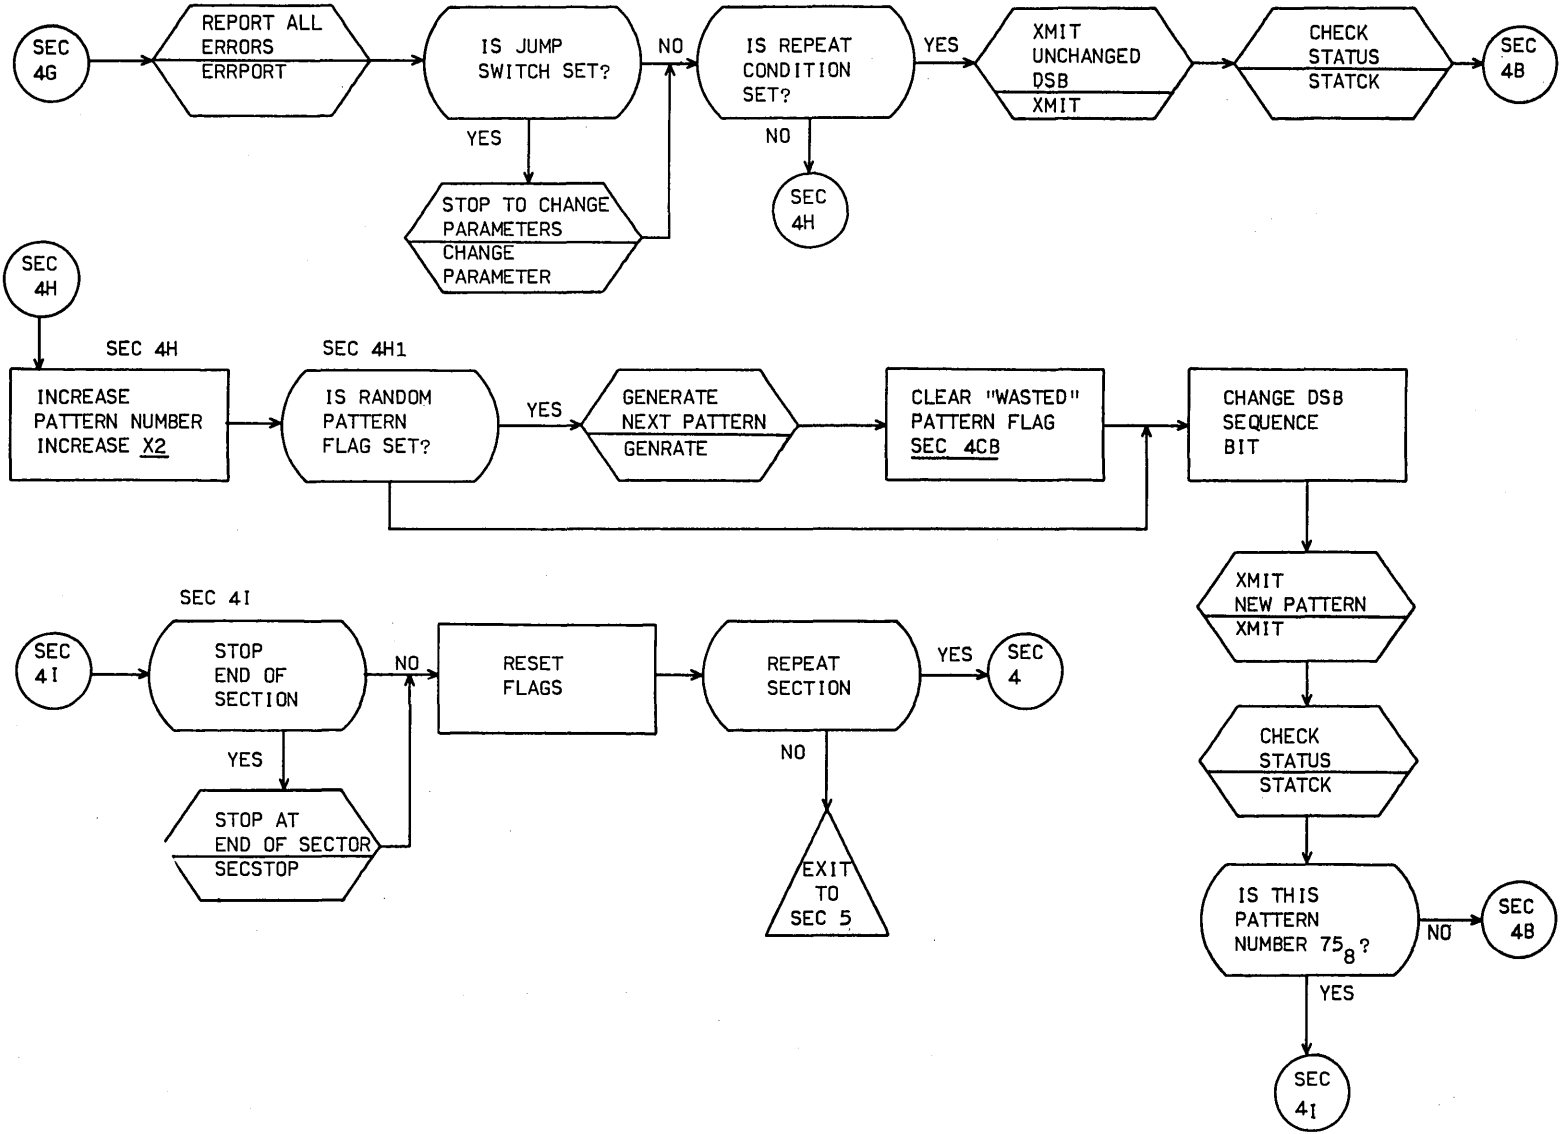 SEC
4G
REPORT ALL
ERRORS
ERRPORT
IS JUMP
SWITCH SET?
NO
YES
STOP TO CHANGE
PARAMETERS
CHANGE
PARAMETER
IS REPEAT
CONDITION
SET?
YES
NO
SEC
4H
XMIT
UNCHANGED
DSB
XMIT
CHECK
STATUS
STATCK
SEC
4B
SEC
4H
SEC 4H
INCREASE
PATTERN NUMBER
INCREASE X2
SEC 4H1
IS RANDOM
PATTERN
FLAG SET?
YES
GENERATE
NEXT PATTERN
GENRATE
CLEAR "WASTED"
PATTERN FLAG
SEC 4CB
CHANGE DSB
SEQUENCE
BIT
XMIT
NEW PATTERN
XMIT
CHECK
STATUS
STATCK
IS THIS
PATTERN
NUMBER 75₈?
NO
SEC
4B
YES
SEC
4I
SEC 4I
SEC
4I
STOP
END OF
SECTION
NO
YES
STOP AT
END OF SECTOR
SECSTOP
RESET
FLAGS
REPEAT
SECTION
YES
SEC
4
NO
EXIT
TO
SEC 5